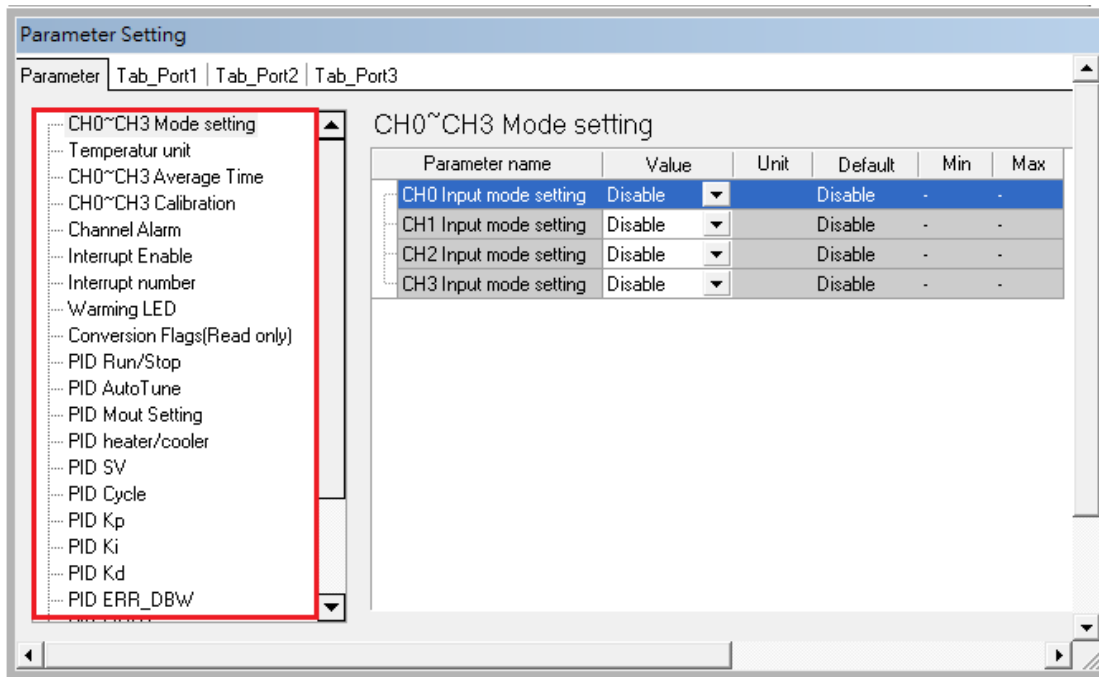 Parameter Setting
Parameter Tab_Port1 Tab_Port2 Tab_Port3
CH0~CH3 Mode setting
Temperatur unit
CH0~CH3 Average Time
CH0~CH3 Calibration
Channel Alarm
Interrupt Enable
Interrupt number
Warming LED
Conversion Flags(Read only)
PID Run/Stop
PID AutoTune
PID Mout Setting
PID heater/cooler
PID SV
PID Cycle
PID Kp
PID Ki
PID Kd
PID ERR_DBW
CH0~CH3 Mode setting
Parameter name Value Unit Default Min Max
CH0 Input mode setting Disable Disable - -
CH1 Input mode setting Disable Disable - -
CH2 Input mode setting Disable Disable - -
CH3 Input mode setting Disable Disable - -